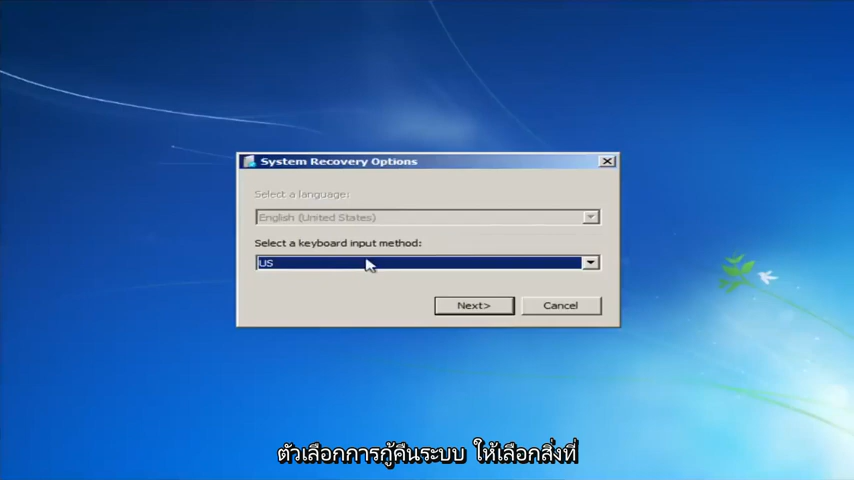 System Recovery Options
Select a language:
English (United States)
Select a keyboard input method:
US
Next> Cancel
ตัวเลือกการกู้คืนระบบ ให้เลือกสิ่งที่